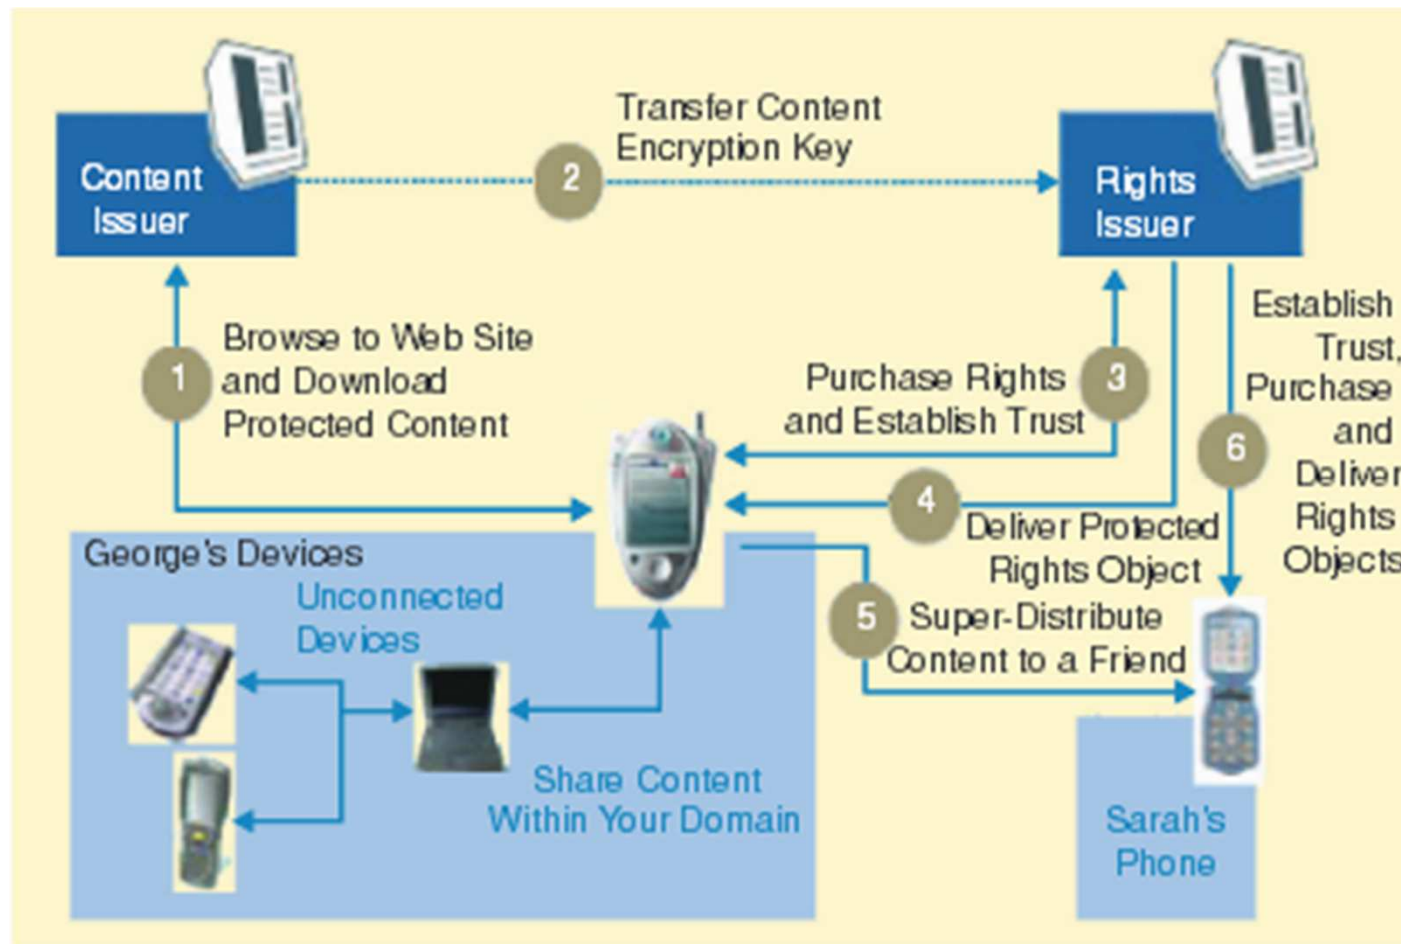 Content
Issuer
2
Transfer Content
Encryption Key
Rights
Issuer
1
Browse to Web Site
and Download
Protected Content
3
Purchase Rights
and Establish Trust
4
Deliver Protected
Rights Object
5
Super-Distribute
Content to a Friend
6
Establish
Trust,
Purchase
and
Deliver
Rights
Objects
George's Devices
Unconnected
Devices
Share Content
Within Your Domain
Sarah's
Phone